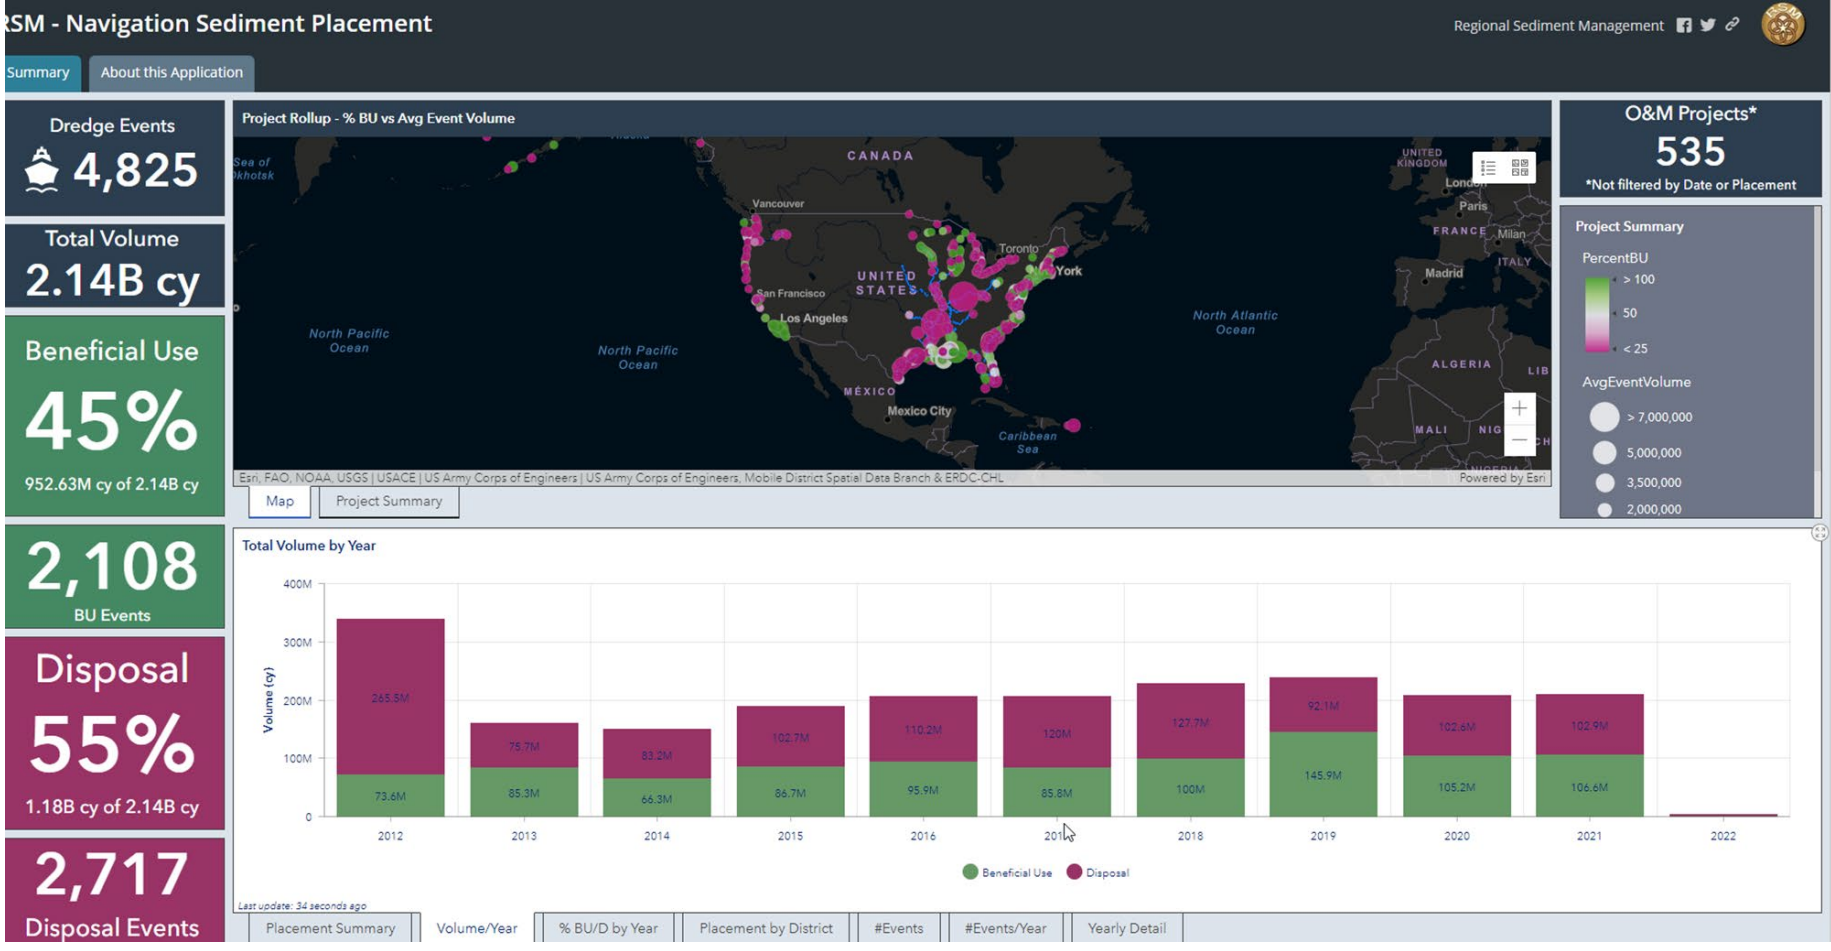 RSM - Navigation Sediment Placement
Regional Sediment Management
RSM
Summary
About this Application
Dredge Events
4,825
Total Volume
2.14B cy
Beneficial Use
45%
952.63M cy of 2.14B cy
2,108
BU Events
Disposal
55%
1.18B cy of 2.14B cy
2,717
Disposal Events
Project Rollup - % BU vs Avg Event Volume
Sea of
Okhotsk
CANADA
UNITED
KINGDOM
London
Paris
FRANCE
Milan
ITALY
Madrid
Vancouver
Toronto
New York
UNITED
STATES
San Francisco
Los Angeles
North Pacific
Ocean
North Pacific
Ocean
North Atlantic
Ocean
ALGERIA
LIB
MÉXICO
Mexico City
Caribbean
Sea
MALI
NIG
CH
NIGERIA
+
−
Esri, FAO, NOAA, USGS | USACE | US Army Corps of Engineers | US Army Corps of Engineers, Mobile District Spatial Data Branch & ERDC-CHL
Powered by Esri
Map
Project Summary
O&M Projects*
535
*Not filtered by Date or Placement
Project Summary
PercentBU
> 100
50
< 25
AvgEventVolume
> 7,000,000
5,000,000
3,500,000
2,000,000
Total Volume by Year
Volume (cy)
400M
300M
200M
100M
0
265.5M
75.7M
83.2M
102.7M
110.2M
120M
127.7M
92.1M
102.6M
102.9M
73.6M
85.3M
66.3M
86.7M
95.9M
85.8M
100M
145.9M
105.2M
106.6M
2012
2013
2014
2015
2016
201
2018
2019
2020
2021
2022
Beneficial Use
Disposal
Last update: 34 seconds ago
Placement Summary
Volume/Year
% BU/D by Year
Placement by District
#Events
#Events/Year
Yearly Detail